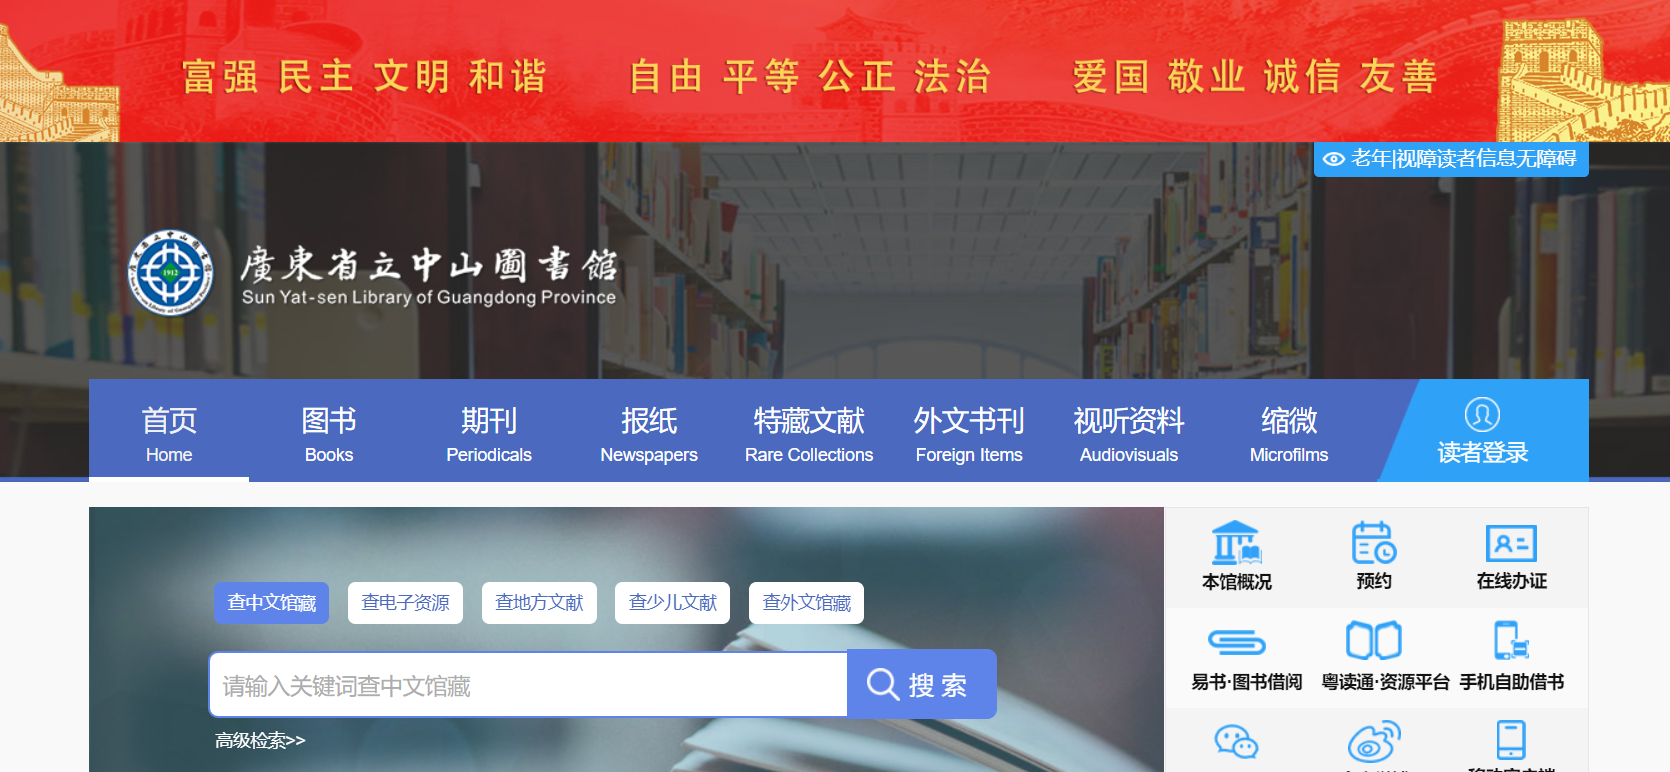 富强 民主 文明 和谐 自由 平等 公正 法治 爱国 敬业 诚信 友善
老年|视障读者信息无障碍
廣東省立中山圖書館
Sun Yat-sen Library of Guangdong Province
1912
首页 图书 期刊 报纸 特藏文献 外文书刊 视听资料 缩微
Home Books Periodicals Newspapers Rare Collections Foreign Items Audiovisuals Microfilms
读者登录
查中文馆藏 查电子资源 查地方文献 查少儿文献 查外文馆藏
请输入关键词查中文馆藏
搜索
高级检索>>
本馆概况 预约 在线办证
易书·图书借阅 粤读通·资源平台 手机自助借书